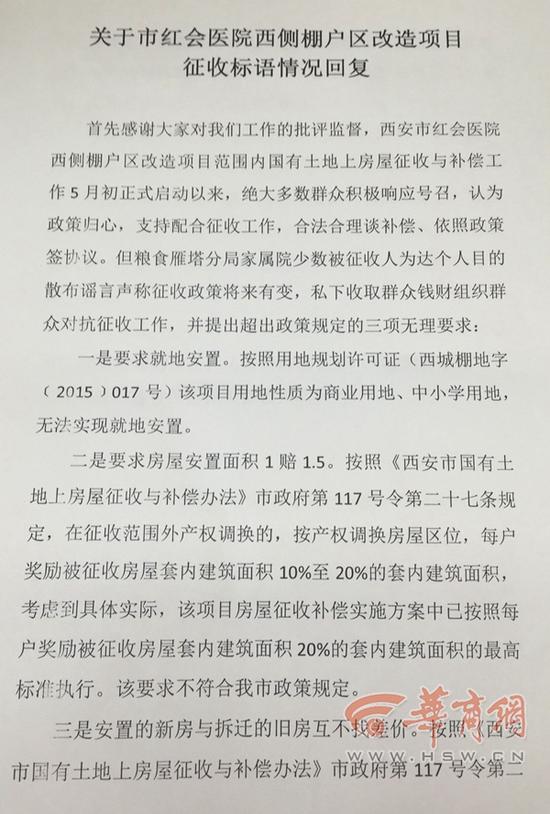 关于市红会医院西侧棚户区改造项目
征收标语情况回复
首先感谢大家对我们工作的批评监督，西安市红会医院
西侧棚户区改造项目范围内国有土地上房屋征收与补偿工
作 5 月初正式启动以来，绝大多数群众积极响应号召，认为
政策归心，支持配合征收工作，合法合理谈补偿、依照政策
签协议。但粮食雁塔分局家属院少数被征收人为达个人目的
散布谣言声称征收政策将来有变，私下收取群众钱财组织群
众对抗征收工作，并提出超出政策规定的三项无理要求：
一是要求就地安置。按照用地规划许可证（西城棚地字
﹝2015﹞017 号）该项目用地性质为商业用地、中小学用地，
无法实现就地安置。
二是要求房屋安置面积 1 赔 1.5。按照《西安市国有土
地上房屋征收与补偿办法》市政府第 117 号令第二十七条规
定，在征收范围外产权调换的，按产权调换房屋区位，每户
奖励被征收房屋套内建筑面积 10%至 20%的套内建筑面积，
考虑到具体实际，该项目房屋征收补偿实施方案中已按照每
户奖励被征收房屋套内建筑面积 20%的套内建筑面积的最高
标准执行。该要求不符合我市政策规定。
三是安置的新房与拆迁的旧房互不找差价。按照《西安
市国有土地上房屋征收与补偿办法》市政府第 117 号令第二
华商网
WWW.HSW.CN